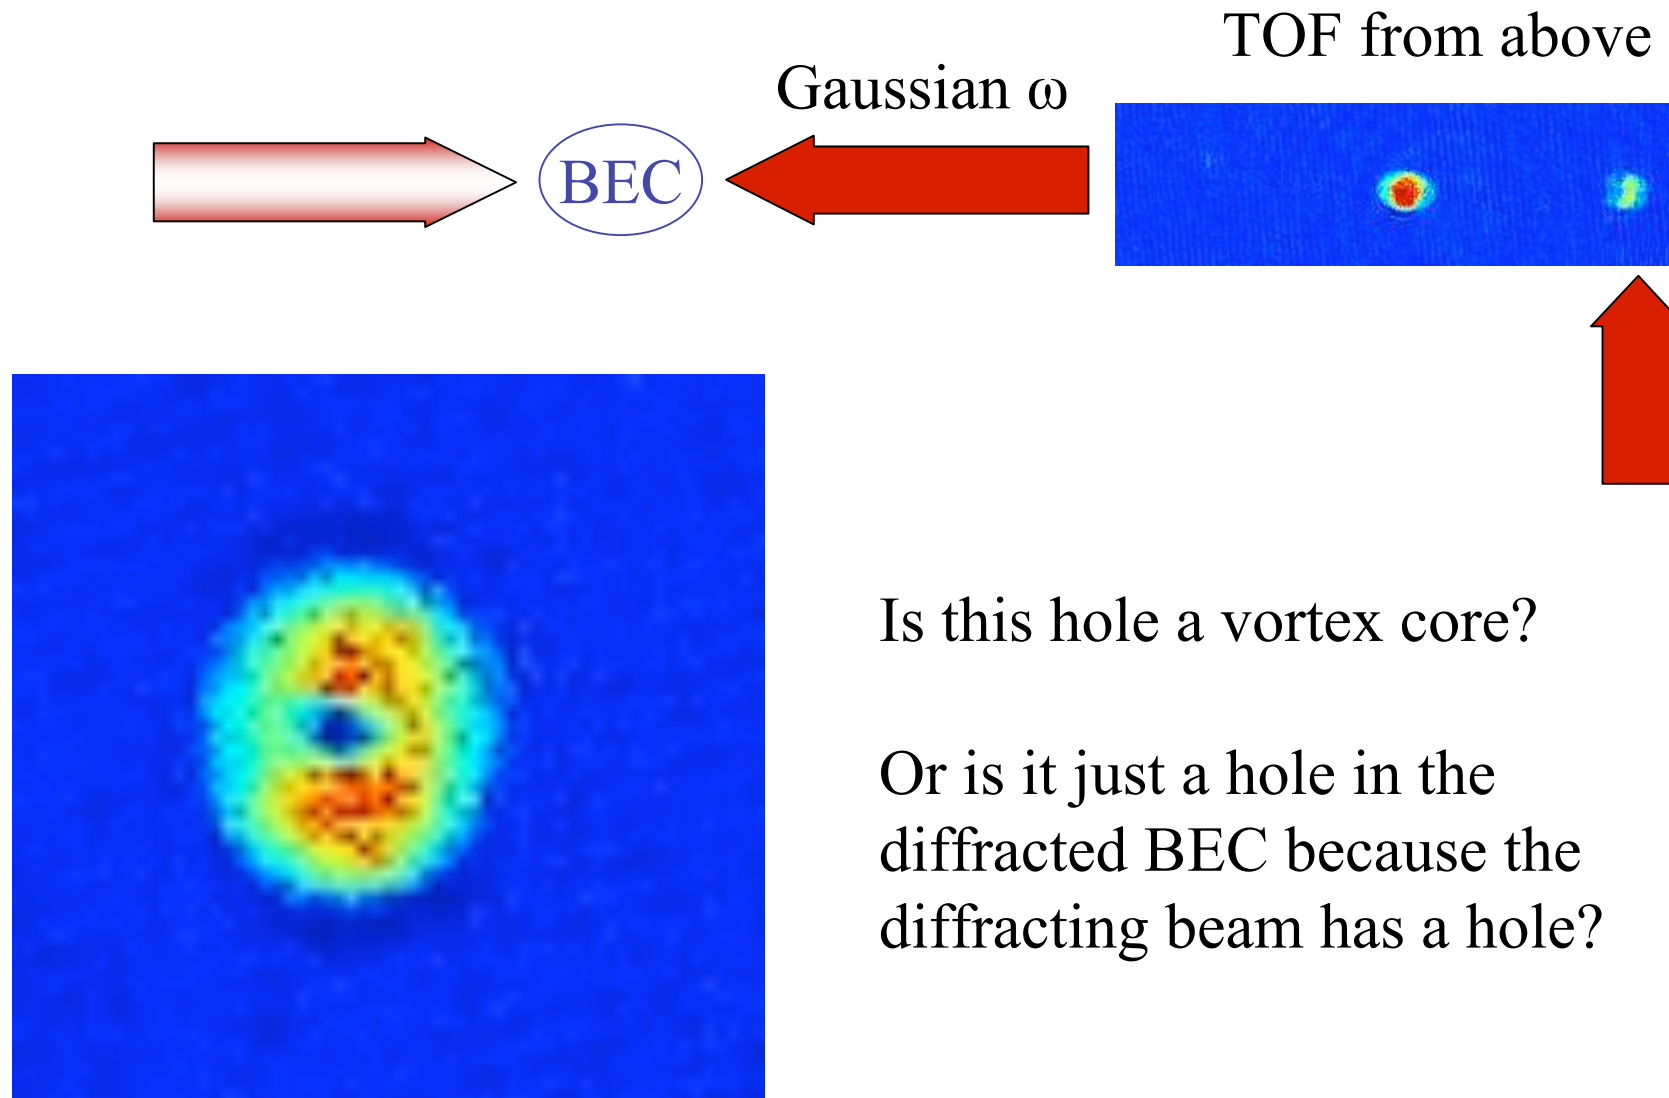 TOF from above
Gaussian ω
BEC
Is this hole a vortex core?
Or is it just a hole in the
diffracted BEC because the
diffracting beam has a hole?